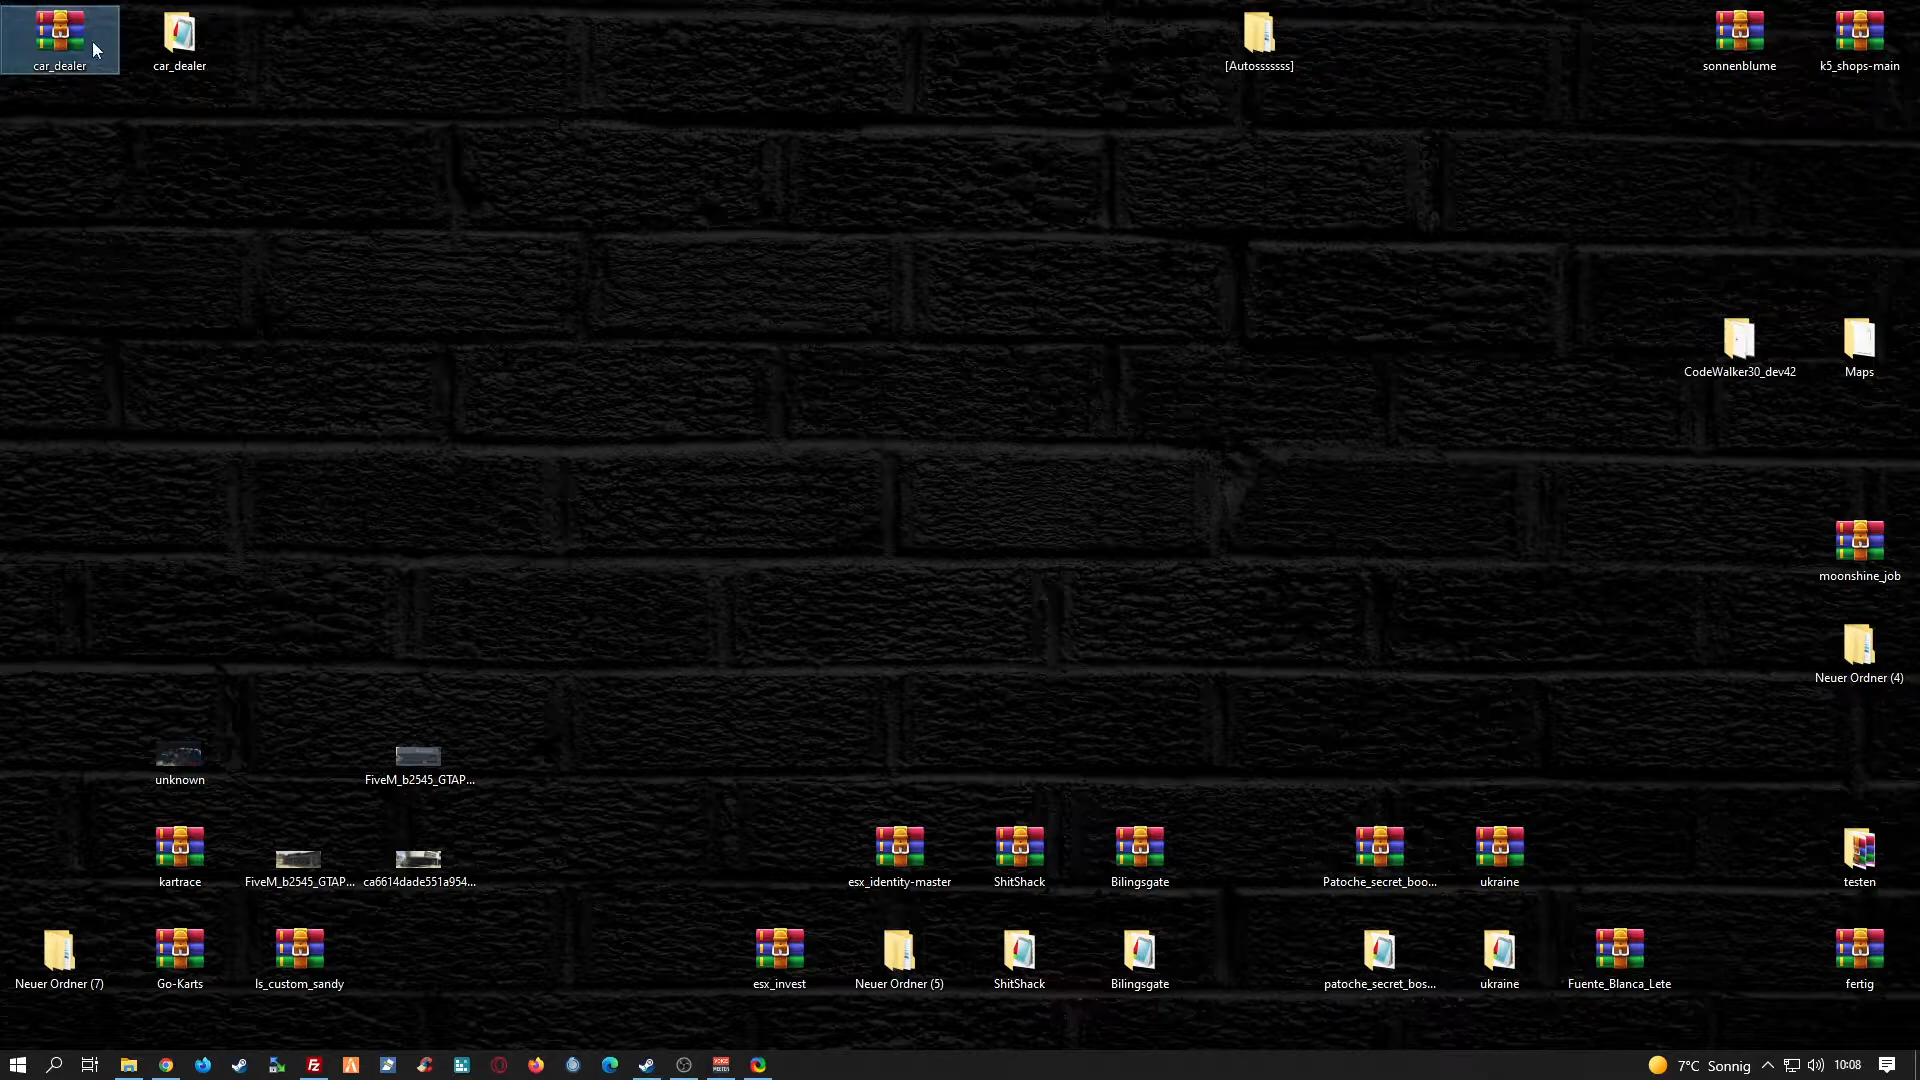 car_dealer
car_dealer
[Autosssssss]
sonnenblume
k5_shops-main
CodeWalker30_dev42
Maps
moonshine_job
Neuer Ordner (4)
unknown
FiveM_b2545_GTAP...
kartrace
FiveM_b2545_GTAP...
ca6614dade551a954...
esx_identity-master
ShitShack
Bilingsgate
Patoche_secret_boo...
ukraine
testen
Neuer Ordner (7)
Go-Karts
ls_custom_sandy
esx_invest
Neuer Ordner (5)
ShitShack
Bilingsgate
patoche_secret_bos...
ukraine
Fuente_Blanca_Lete
fertig
7°C Sonnig
10:08